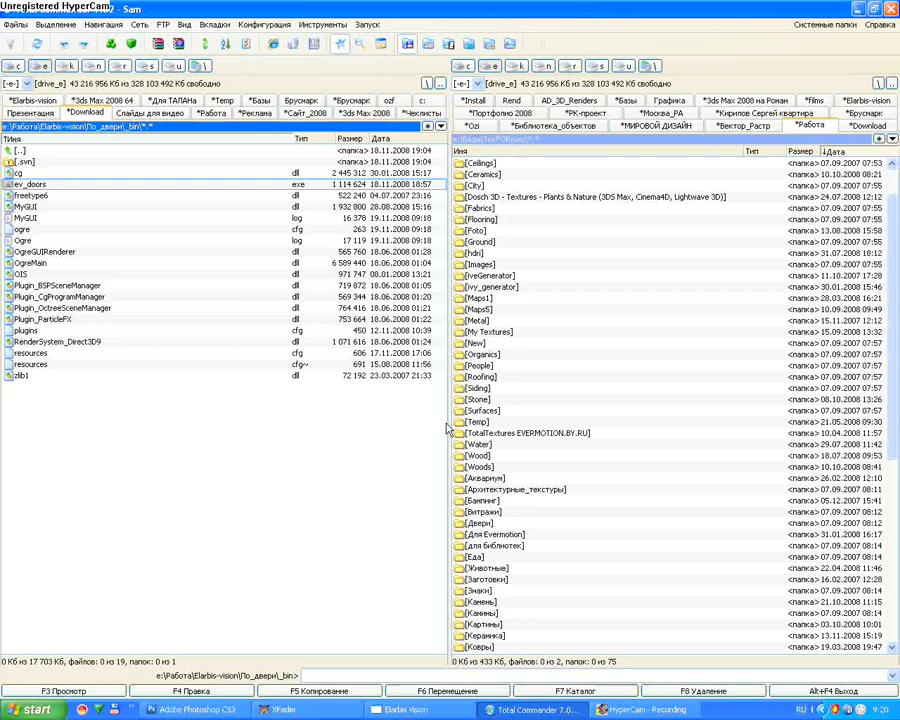 Unregistered HyperCam
2 - Sam
Файлы Выделение Навигация Сеть FTP Вид Вкладки Конфигурация Инструменты Запуск
Системные папки Справка
c e k n r s u \
c e k n r s u \
[-e-] [drive_e] 43 216 956 Кб из 328 103 492 Кб свободно \ ..
[-e-] [drive_e] 43 216 956 Кб из 328 103 492 Кб свободно \ ..
*Elarbis-vision *3ds Max 2008 64 *Для ТАПАНА *Temp *Базы Брусмарк *Брусмарк ozf c:
Презентация *Download Слайды для видео *Работа *Реклама *Сайт_2008 *3ds Max 2008 *Чеклисты
*Install Rend AD_3D_Renders *Базы Графика *3ds Max 2008 на Роман *films *Elarbis-vision
*Портфолио 2008 *РК-проект *Москва_РА *Кирилов Сергей квартира *Брусмарк
*Ozi *Библиотека_объектов *МИРОВОЙ ДИЗАЙН *Вектор_Растр *Работа *Download
e:\Работа\Elarbis-vision\По_двери\_bin\*.*
Имя Тип Размер Дата
[..] <папка> 18.11.2008 19:04
[.svn] <папка> 18.11.2008 19:04
cg dll 2 445 312 30.01.2008 15:17
ev_doors exe 1 114 624 18.11.2008 18:57
freetype6 dll 522 240 04.07.2007 23:16
MyGUI dll 1 932 800 28.08.2008 15:16
MyGUI log 16 378 19.11.2008 09:18
ogre cfg 263 19.11.2008 09:18
Ogre log 17 119 19.11.2008 09:18
OgreGUIRenderer dll 565 760 18.06.2008 01:28
OgreMain dll 6 589 440 18.06.2008 01:04
OIS dll 971 747 08.01.2008 13:21
Plugin_BSPSceneManager dll 719 872 18.06.2008 01:05
Plugin_CgProgramManager dll 569 344 18.06.2008 01:20
Plugin_OctreeSceneManager dll 764 416 18.06.2008 01:21
Plugin_ParticleFX dll 753 664 18.06.2008 01:22
plugins cfg 450 12.11.2008 10:39
RenderSystem_Direct3D9 dll 1 071 616 18.06.2008 01:24
resources cfg 606 17.11.2008 17:06
resources cfg~ 691 15.08.2008 11:56
zlib1 dll 72 192 23.03.2007 21:33
0 Кб из 17 703 Кб, файлов: 0 из 19, папок: 0 из 1
Имя Тип Размер Дата
[Ceilings] <папка> 07.09.2007 07:53
[Ceramics] <папка> 10.10.2008 08:21
[City] <папка> 07.09.2007 07:55
[Dosch 3D - Textures - Plants & Nature (3DS Max, Cinema4D, Lightwave 3D)] <папка> 24.07.2008 12:12
[Fabrics] <папка> 07.09.2007 07:55
[Flooring] <папка> 07.09.2007 07:55
[Foto] <папка> 13.08.2008 15:58
[Ground] <папка> 07.09.2007 07:55
[hdri] <папка> 31.07.2008 18:12
[Images] <папка> 07.09.2007 07:55
[iveGenerator] <папка> 11.10.2007 17:28
[ivy_generator] <папка> 30.01.2008 15:46
[Maps1] <папка> 28.03.2008 16:21
[Maps5] <папка> 10.09.2008 09:49
[Metal] <папка> 15.11.2007 12:12
[My Textures] <папка> 15.09.2008 13:32
[New] <папка> 07.09.2007 07:57
[Organics] <папка> 07.09.2007 07:57
[People] <папка> 07.09.2007 07:57
[Roofing] <папка> 07.09.2007 07:57
[Siding] <папка> 07.09.2007 07:57
[Stone] <папка> 08.10.2008 13:26
[Surfaces] <папка> 07.09.2007 07:57
[Temp] <папка> 21.05.2008 09:30
[TotalTextures EVERMOTION.BY.RU] <папка> 10.04.2008 11:57
[Water] <папка> 29.07.2008 11:42
[Wood] <папка> 18.07.2008 09:53
[Woods] <папка> 10.10.2008 08:41
[Аквариум] <папка> 26.02.2008 12:10
[Архитектурные_текстуры] <папка> 07.09.2007 08:11
[Бампинг] <папка> 05.12.2007 15:41
[Витражи] <папка> 07.09.2007 08:12
[Двери] <папка> 07.09.2007 08:12
[Для Evermotion] <папка> 31.01.2008 16:17
[для библиотек] <папка> 07.09.2007 08:14
[Еда] <папка> 07.09.2007 08:14
[Животные] <папка> 22.04.2008 11:46
[Заготовки] <папка> 16.02.2007 12:28
[Знаки] <папка> 07.09.2007 08:14
[Камень] <папка> 21.10.2008 11:15
[Камины] <папка> 07.09.2007 08:14
[Картины] <папка> 03.10.2008 10:01
[Керамика] <папка> 13.11.2008 15:19
[Ковры] <папка> 19.03.2008 19:47
0 Кб из 433 Кб, файлов: 0 из 2, папок: 0 из 75
e:\Работа\Elarbis-vision\По_двери\_bin>
F3 Просмотр F4 Правка F5 Копирование F6 Перемещение F7 Каталог F8 Удаление Alt+F4 Выход
start Adobe Photoshop CS3 XFader Elarbis Vision Total Commander 7.0... HyperCam - Recording RU 9:20